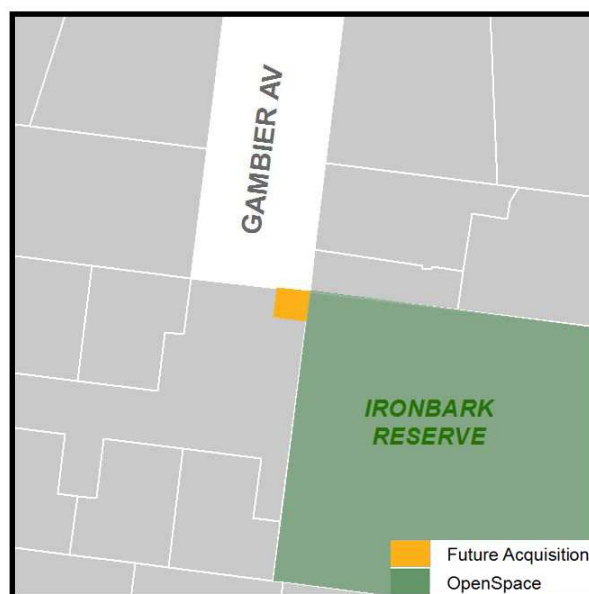 GAMBIER AV
IRONBARK
RESERVE
Future Acquisition
OpenSpace